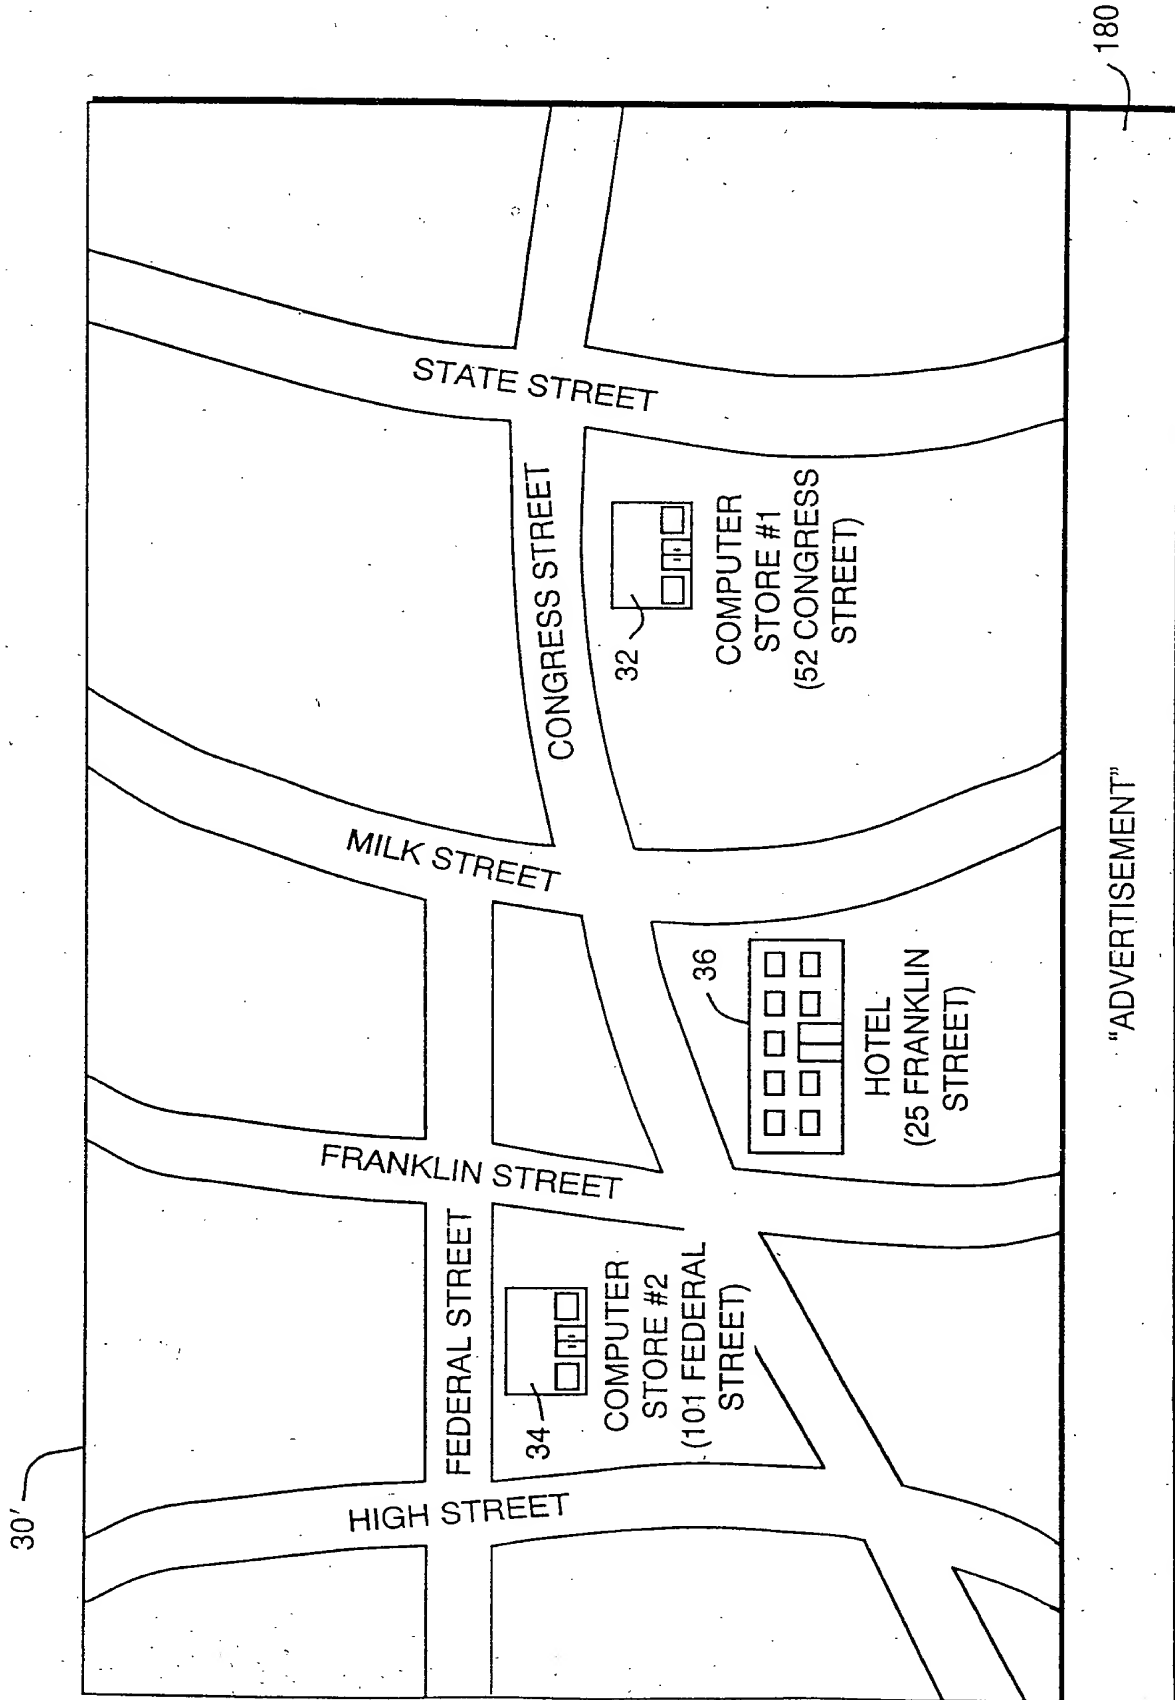 30'
HIGH STREET
FEDERAL STREET
34
COMPUTER
STORE #2
(101 FEDERAL
STREET)
FRANKLIN STREET
MILK STREET
36
HOTEL
(25 FRANKLIN
STREET)
CONGRESS STREET
32
COMPUTER
STORE #1
(52 CONGRESS
STREET)
STATE STREET
"ADVERTISEMENT"
180